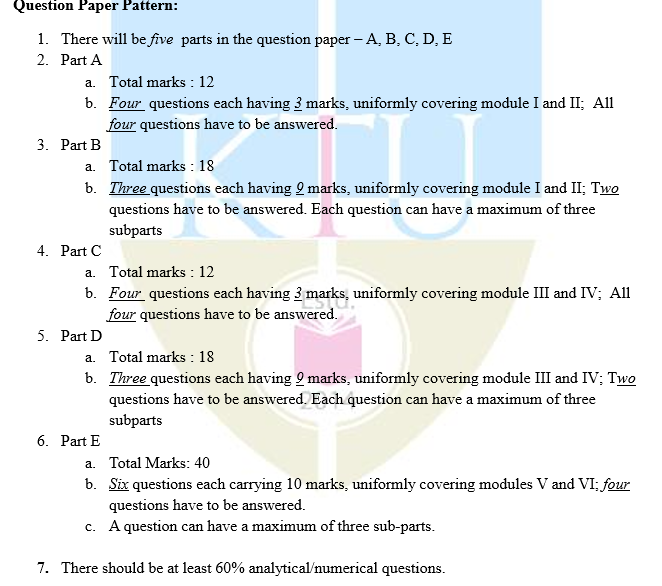 Question Paper Pattern:
1. There will be five parts in the question paper – A, B, C, D, E
2. Part A
a. Total marks : 12
b. Four questions each having 3 marks, uniformly covering module I and II; All
four questions have to be answered.
3. Part B
a. Total marks : 18
b. Three questions each having 9 marks, uniformly covering module I and II; Two
questions have to be answered. Each question can have a maximum of three
subparts
4. Part C
a. Total marks : 12
b. Four questions each having 3 marks, uniformly covering module III and IV; All
four questions have to be answered.
5. Part D
a. Total marks : 18
b. Three questions each having 9 marks, uniformly covering module III and IV; Two
questions have to be answered. Each question can have a maximum of three
subparts
6. Part E
a. Total Marks: 40
b. Six questions each carrying 10 marks, uniformly covering modules V and VI; four
questions have to be answered.
c. A question can have a maximum of three sub-parts.
7. There should be at least 60% analytical/numerical questions.
KTU
Estd.
2014